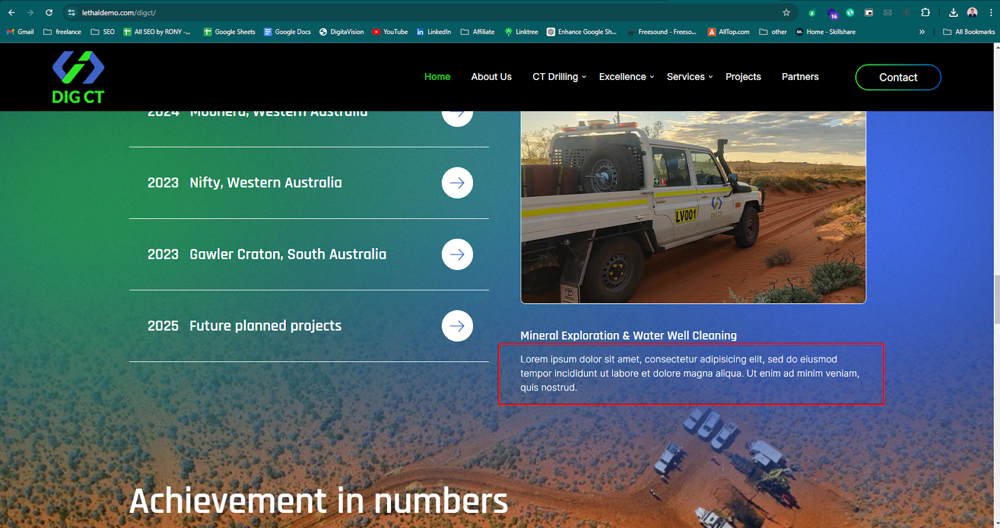 lethaldemo.com/digct/
16
Gmail
freelance
SEO
All SEO by RONY -...
Google Sheets
Google Docs
DigitaVision
YouTube
LinkedIn
Affiliate
Linktree
Enhance Google Sh...
Freesound - Freeso...
AllTop.com
other
SK.
Home - Skillshare
All Bookmarks
DIG CT
Home
About Us
CT Drilling
Excellence
Services
Projects
Partners
Contact
2024 Moonera, Western Australia
2023 Nifty, Western Australia
2023 Gawler Craton, South Australia
2025 Future planned projects
LV001
DIG CT
TOYOTA
Mineral Exploration & Water Well Cleaning
Lorem ipsum dolor sit amet, consectetur adipisicing elit, sed do eiusmod
tempor incididunt ut labore et dolore magna aliqua. Ut enim ad minim veniam,
quis nostrud.
Achievement in numbers